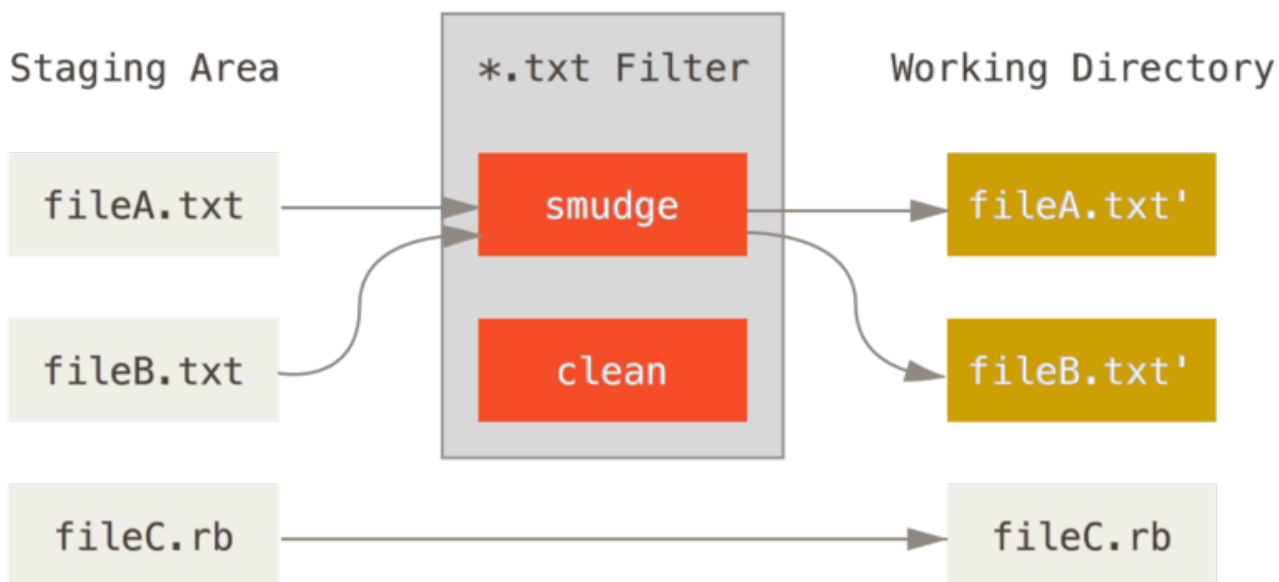 Staging Area
*.txt Filter
Working Directory
fileA.txt
smudge
fileA.txt'
fileB.txt
clean
fileB.txt'
fileC.rb
fileC.rb